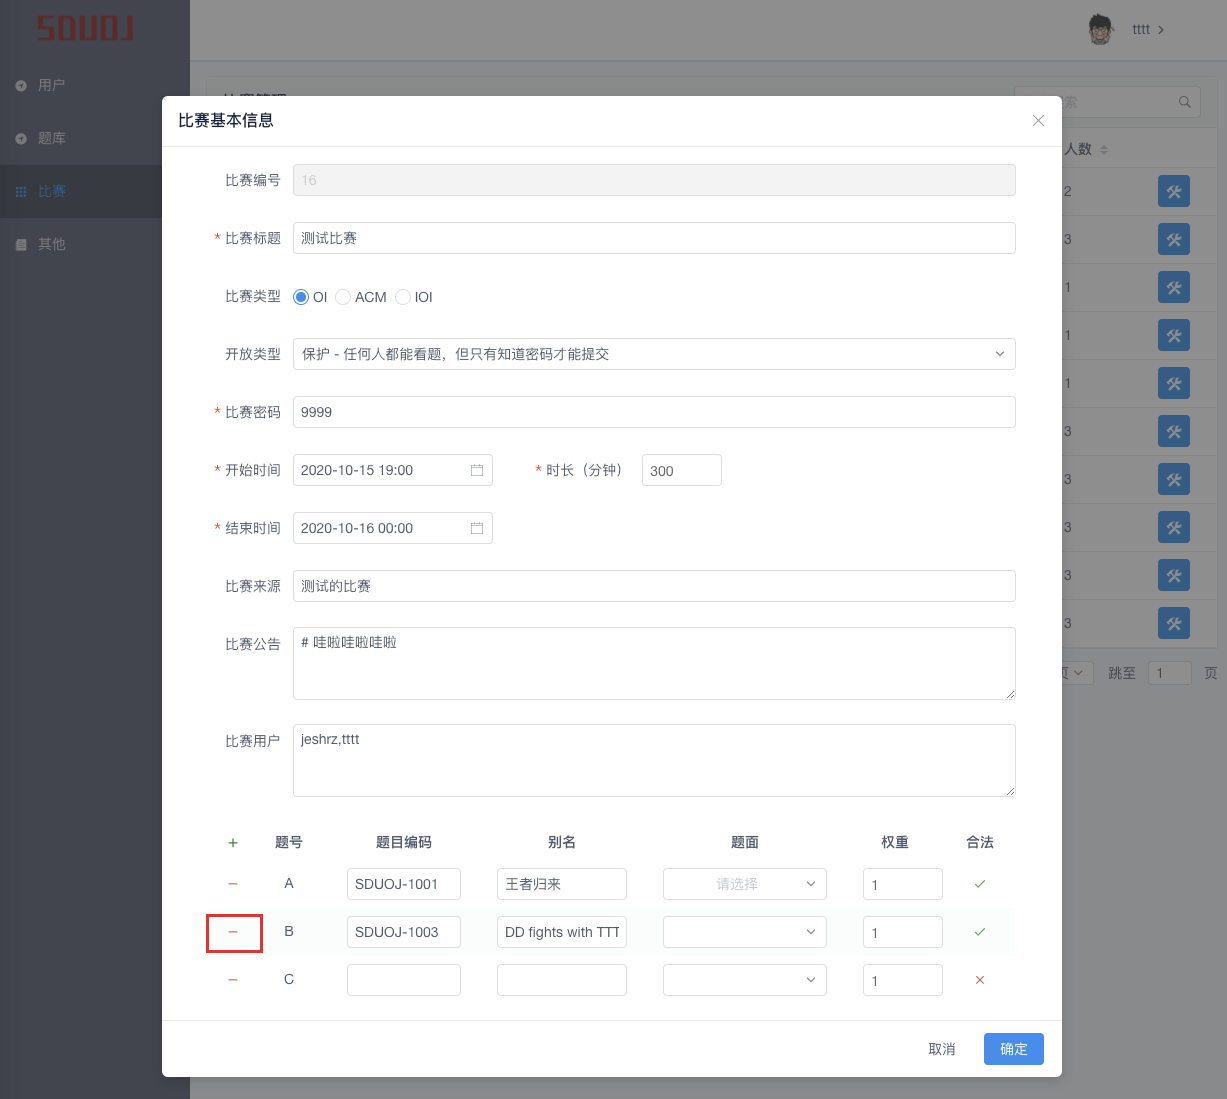 SDUOJ
tttt
用户
题库
比赛
其他
比赛管理
索
人数
2
3
1
1
1
3
3
3
3
3
页
跳至
1
页
比赛基本信息
比赛编号
16
* 比赛标题
测试比赛
比赛类型
OI ACM IOI
开放类型
保护 - 任何人都能看题，但只有知道密码才能提交
* 比赛密码
9999
* 开始时间
2020-10-15 19:00
* 时长（分钟）
300
* 结束时间
2020-10-16 00:00
比赛来源
测试的比赛
比赛公告
# 哇啦哇啦哇啦
比赛用户
jeshrz,tttt
+ 题号 题目编码 别名 题面 权重 合法
− A SDUOJ-1001 王者归来 请选择 1
− B SDUOJ-1003 DD fights with TTT 1
− C 1
取消
确定